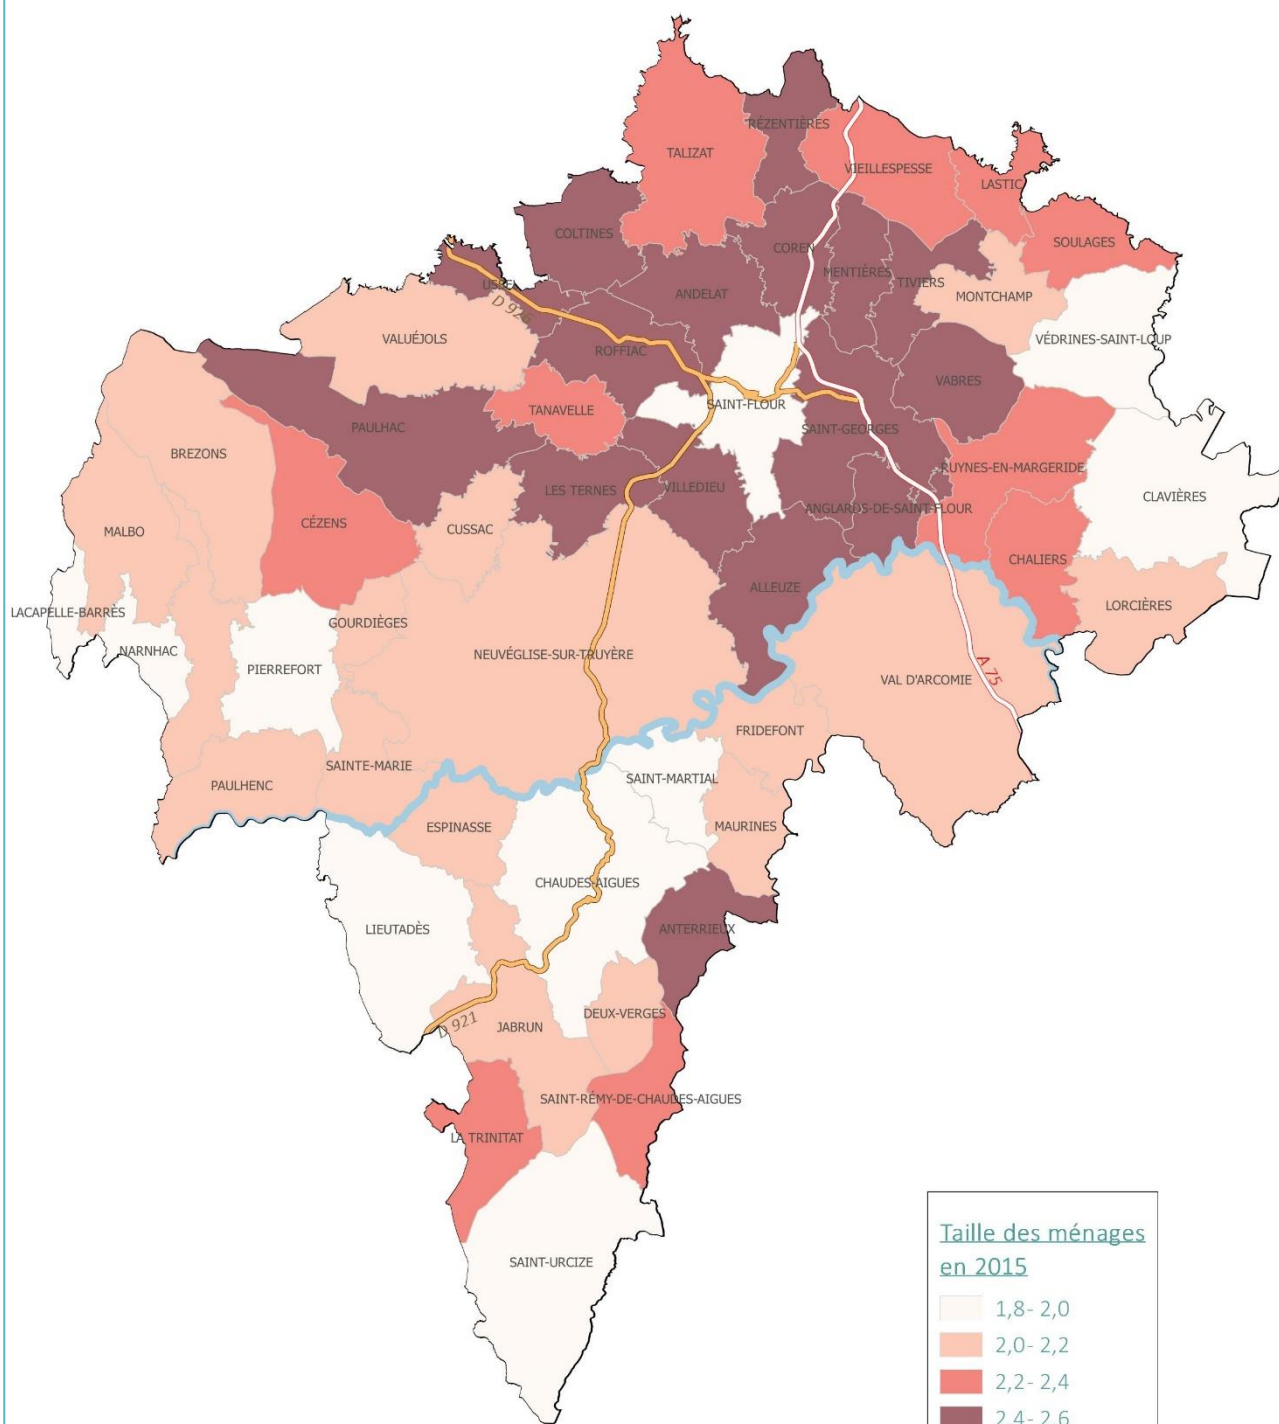 TALIZAT
RÉZENTIÈRES
VIEILLESPESSE
LASTIC
SOULAGES
COLTINES
COREN
MENTIÈRES
TIVIERS
MONTCHAMP
ANDELAT
D 926
VALUÉJOLS
ROFFIAC
VÉDRINES-SAINT-LOUP
VABRES
TANAVELLE
SAINT-FLOUR
PAULHAC
SAINT-GEORGES
BREZONS
RUYNES-EN-MARGERIDE
LES TERNES
VILLEDIEU
CLAVIÈRES
ANGLARDS-DE-SAINT-FLOUR
CÉZENS
CUSSAC
MALBO
CHALIERS
ALLEUZE
LORCIÈRES
LACAPELLE-BARRÈS
GOURDIÈGES
NARNHAC
NEUVÉGLISE-SUR-TRUYÈRE
PIERREFORT
A 75
VAL D'ARCOMIE
FRIDEFONT
SAINTE-MARIE
SAINT-MARTIAL
PAULHENC
ESPINASSE
MAURINES
CHAUDES-AIGUES
LIEUTADÈS
ANTERRIEUX
DEUX-VERGES
D 921
JABRUN
SAINT-RÉMY-DE-CHAUDES-AIGUES
LA TRINITAT
SAINT-URCIZE
Taille des ménages
en 2015
1,8- 2,0
2,0- 2,2
2,2- 2,4
2,4- 2,6